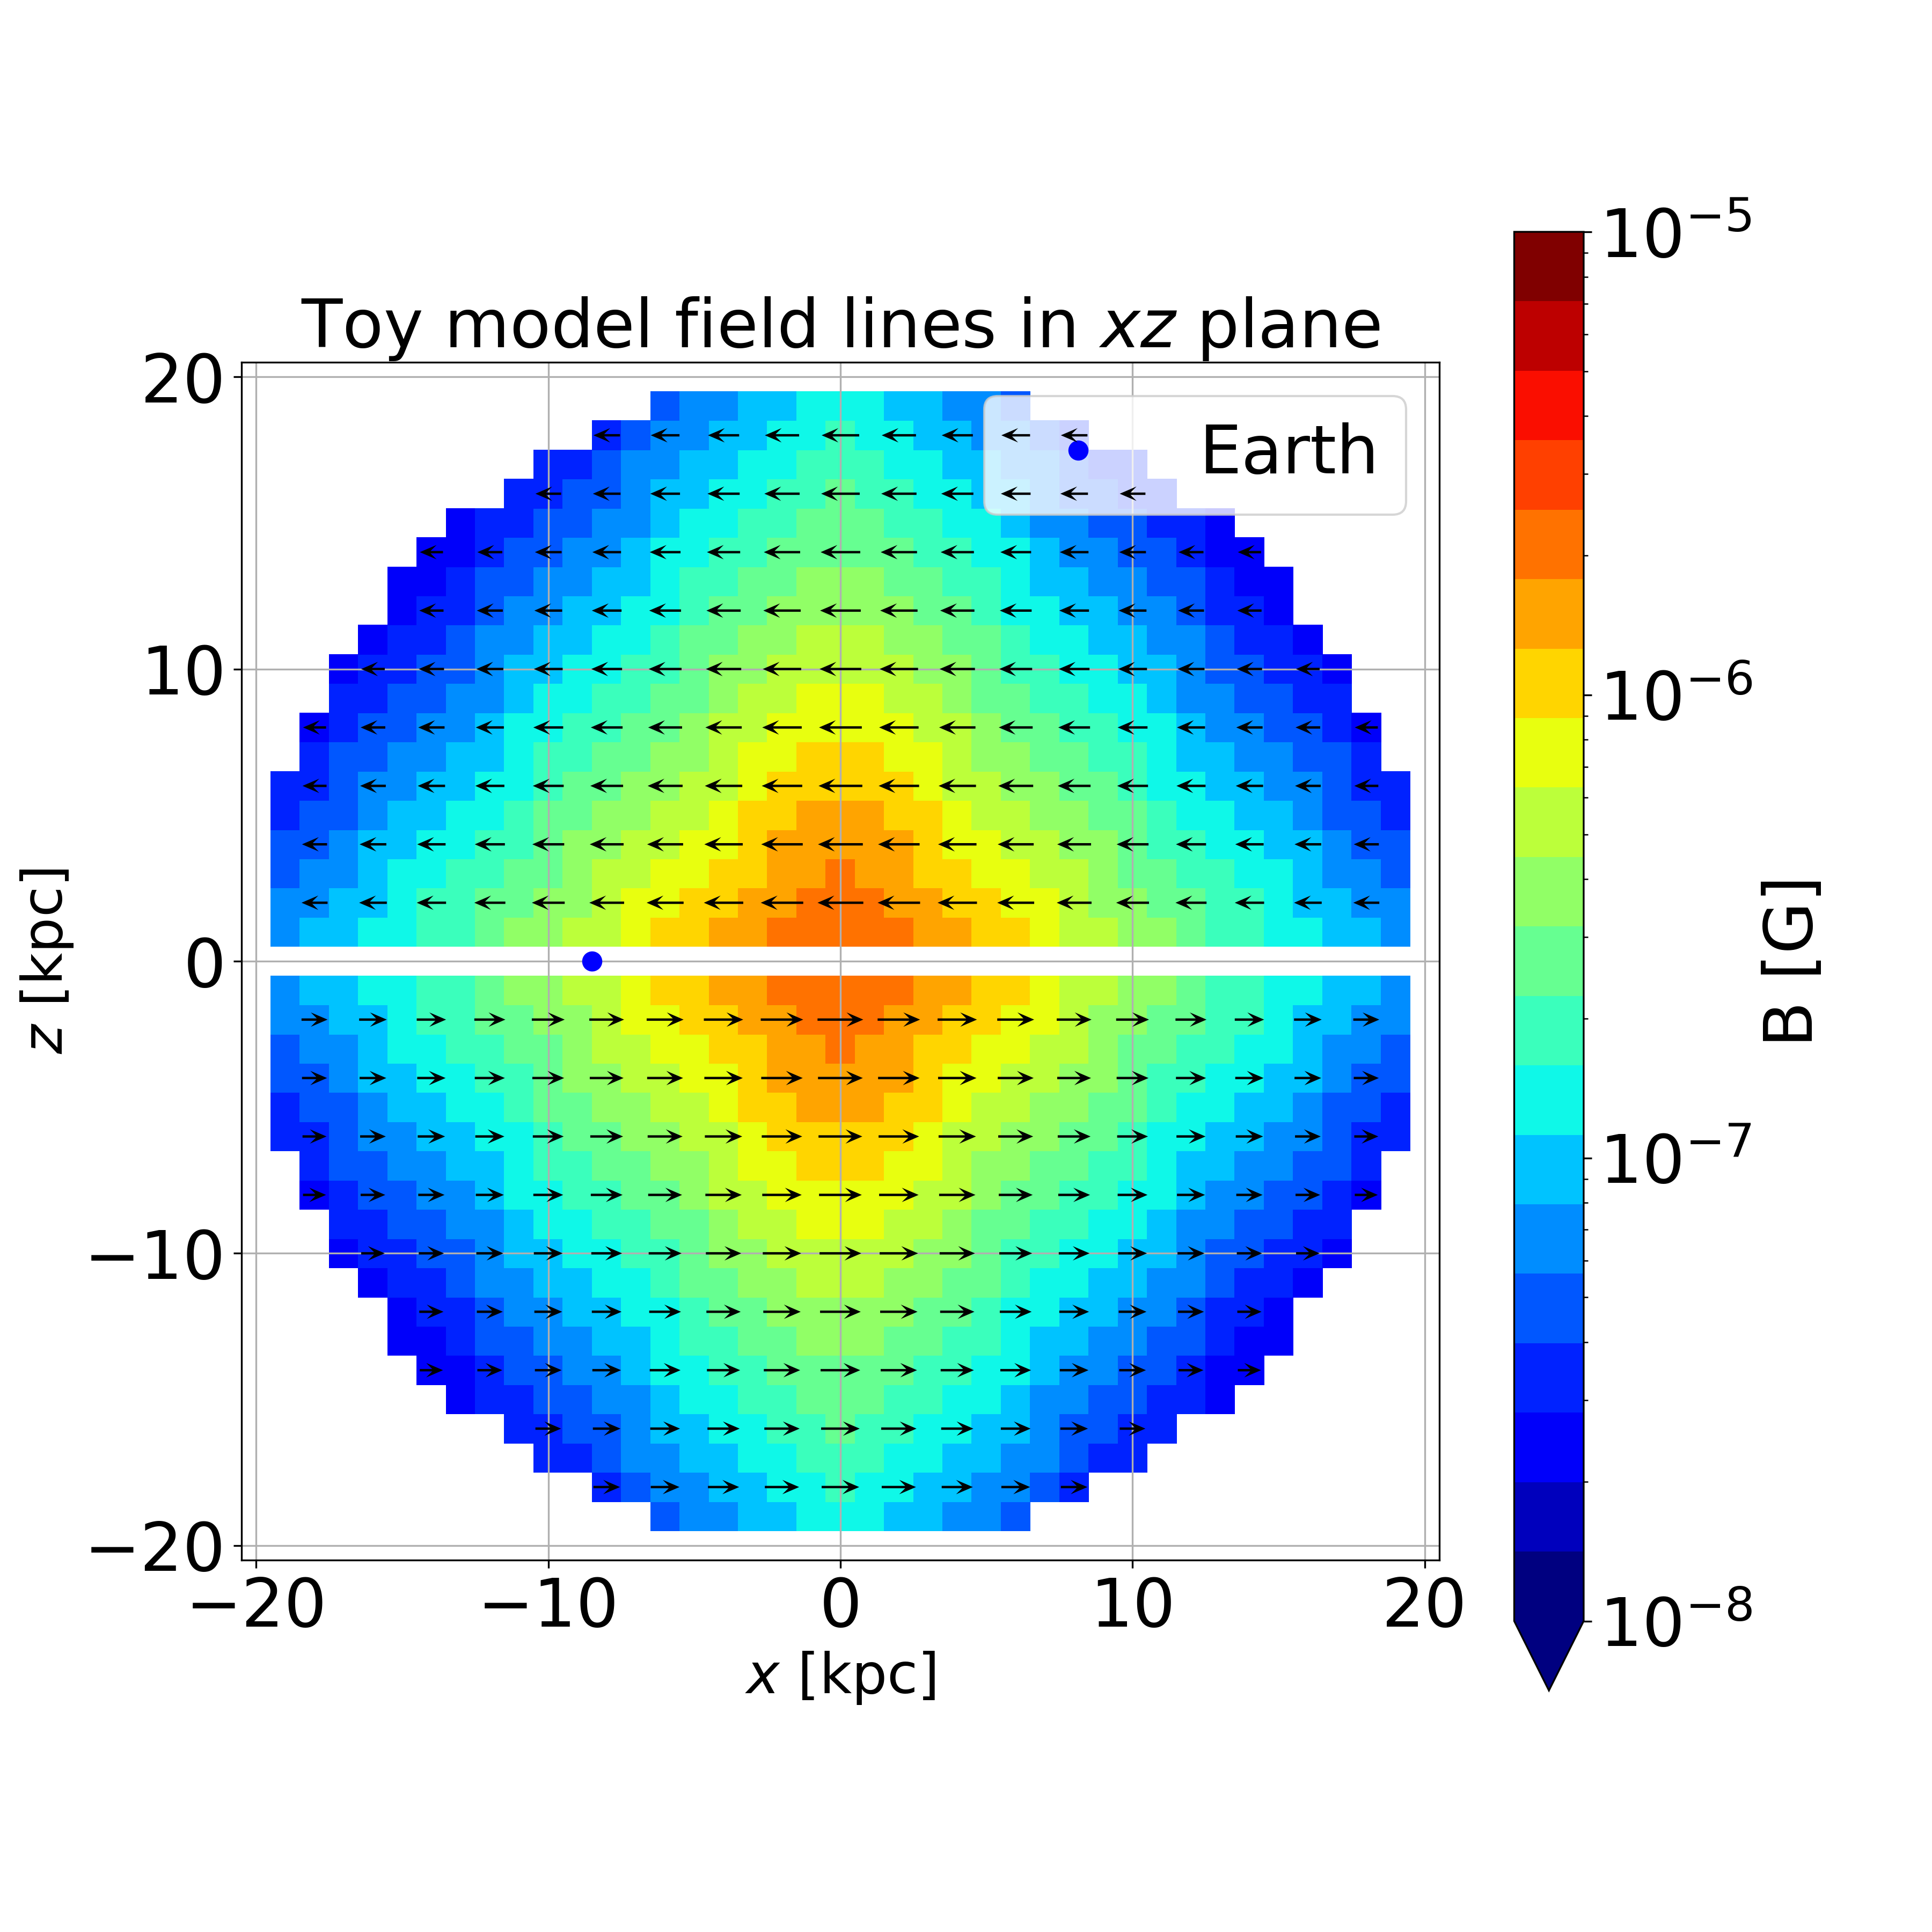 Toy model field lines in xz plane
Earth
20
10
0
−10
−20
z [kpc]
−20 −10 0 10 20
x [kpc]
10⁻⁵
10⁻⁶
10⁻⁷
10⁻⁸
B [G]